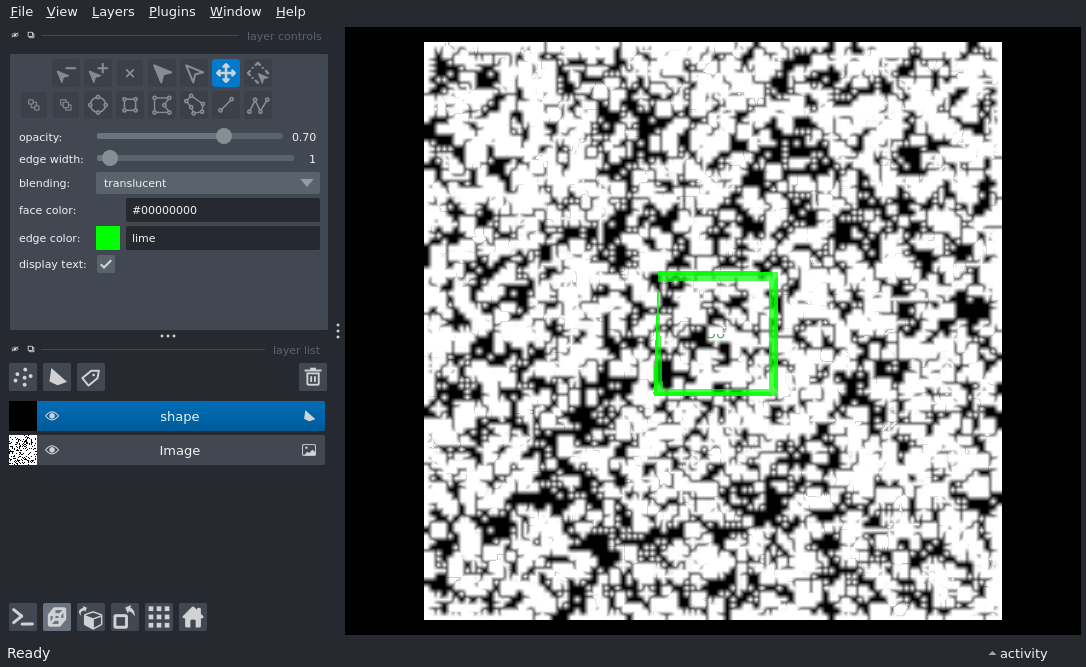 File View Layers Plugins Window Help
layer controls
opacity: 0.70
edge width: 1
blending: translucent
face color: #00000000
edge color: lime
display text:
layer list
shape
Image
Ready
activity